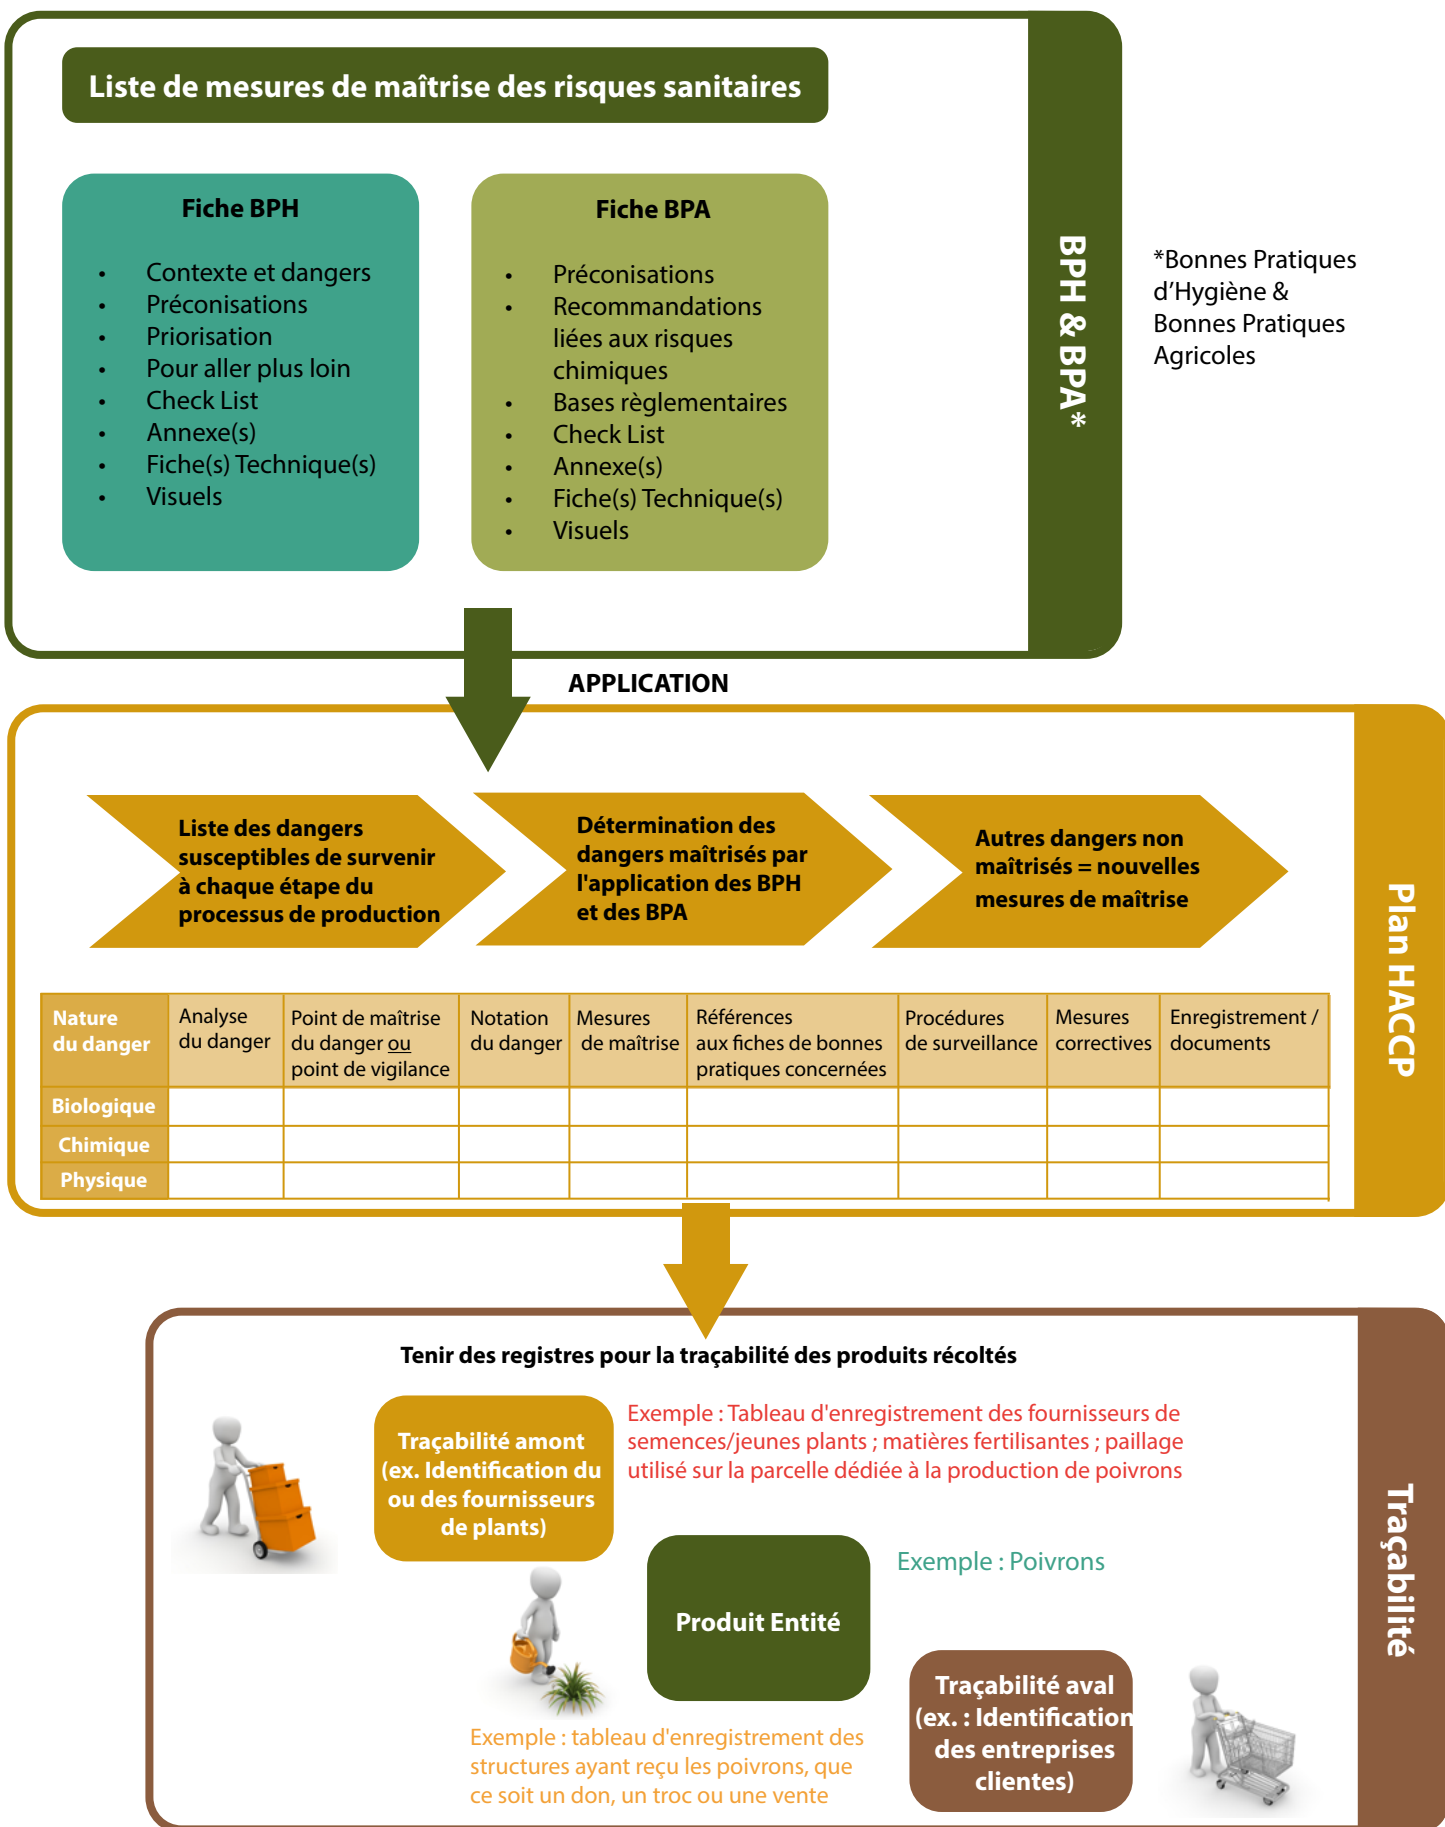 Liste de mesures de maîtrise des risques sanitaires
Fiche BPH
• Contexte et dangers
• Préconisations
• Priorisation
• Pour aller plus loin
• Check List
• Annexe(s)
• Fiche(s) Technique(s)
• Visuels
Fiche BPA
• Préconisations
• Recommandations
liées aux risques
chimiques
• Bases règlementaires
• Check List
• Annexe(s)
• Fiche(s) Technique(s)
• Visuels
BPH & BPA*
*Bonnes Pratiques
d'Hygiène &
Bonnes Pratiques
Agricoles
APPLICATION
Liste des dangers
susceptibles de survenir
à chaque étape du
processus de production
Détermination des
dangers maîtrisés par
l'application des BPH
et des BPA
Autres dangers non
maîtrisés = nouvelles
mesures de maîtrise
Plan HACCP
Nature
du danger
Analyse
du danger
Point de maîtrise
du danger ou
point de vigilance
Notation
du danger
Mesures
de maîtrise
Références
aux fiches de bonnes
pratiques concernées
Procédures
de surveillance
Mesures
correctives
Enregistrement /
documents
Biologique
Chimique
Physique
Tenir des registres pour la traçabilité des produits récoltés
Traçabilité amont
(ex. Identification du
ou des fournisseurs
de plants)
Exemple : Tableau d'enregistrement des fournisseurs de
semences/jeunes plants ; matières fertilisantes ; paillage
utilisé sur la parcelle dédiée à la production de poivrons
Produit Entité
Exemple : Poivrons
Traçabilité aval
(ex. : Identification
des entreprises
clientes)
Exemple : tableau d'enregistrement des
structures ayant reçu les poivrons, que
ce soit un don, un troc ou une vente
Traçabilité